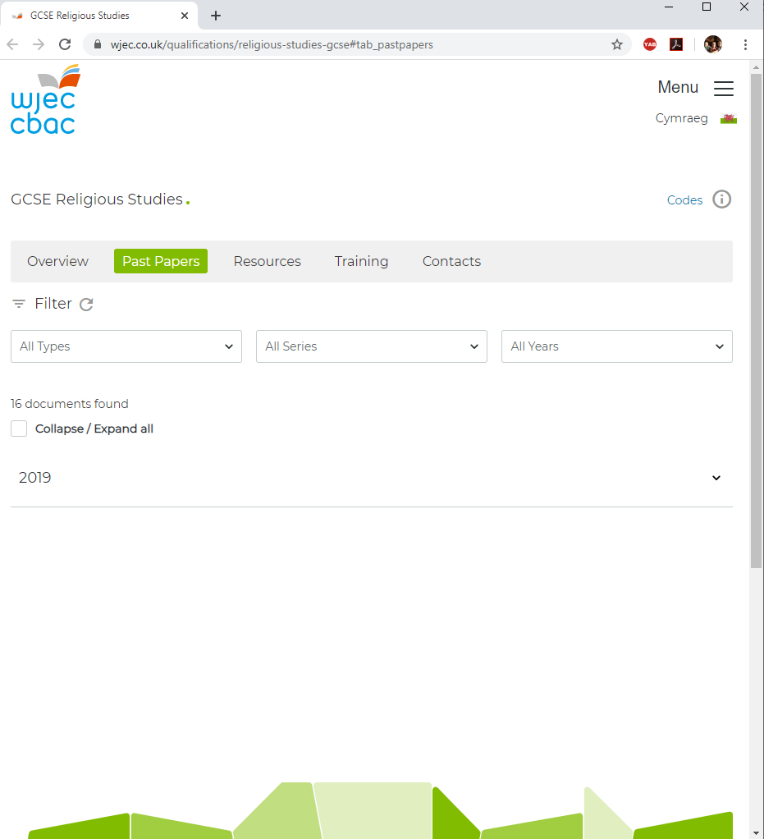 GCSE Religious Studies
wjec.co.uk/qualifications/religious-studies-gcse#tab_pastpapers
YAB
wjec
cbac
Menu
Cymraeg
GCSE Religious Studies.
Codes
Overview Past Papers Resources Training Contacts
Filter
All Types All Series All Years
16 documents found
Collapse / Expand all
2019